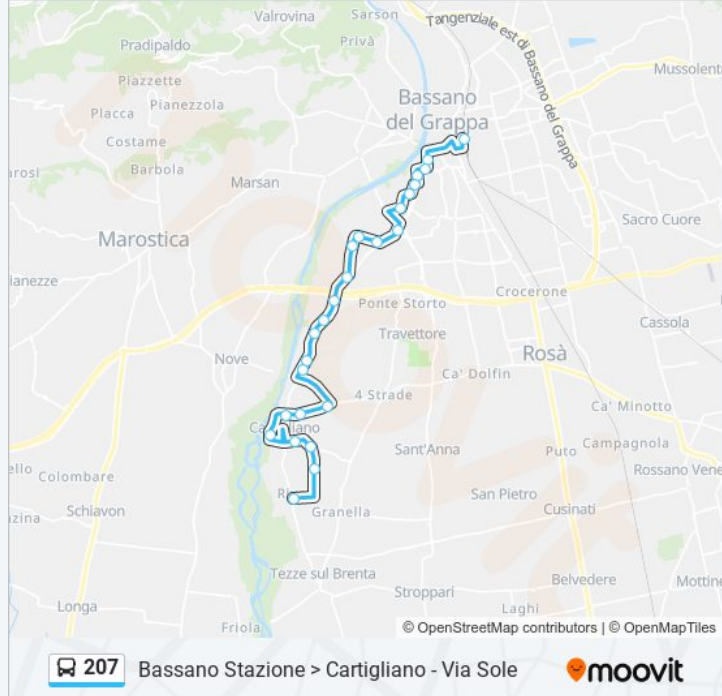 Sarson
Valrovina
Tangenziale est di Bassano del Grappa
Pradipaldo
Privà
Mussolent
Piazzette
Bassano
del Grappa
Placca
Pianezzola
Costame
arosi
Barbola
Marsan
Sacro Cuore
Marostica
ianezze
Crocerone
Ponte Storto
Cassola
Travettore
Nove
Rosà
Ca' Dolfin
4 Strade
Ca' Minotto
Sant'Anna
Puto
Campagnola
ello
Colombare
Rossano Vene
San Pietro
Schiavon
zina
Granella
Cusinati
Tezze sul Brenta
Belvedere
Mottine
Stroppari
Longa
Laghi
Friola
© OpenStreetMap contributors | © OpenMapTiles
207 Bassano Stazione > Cartigliano - Via Sole
moovit